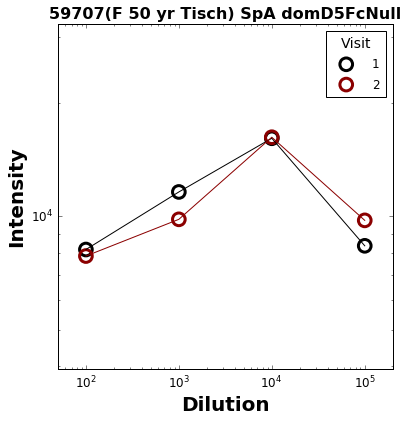 59707(F 50 yr Tisch) SpA domD5FcNull
Visit
1
2
Intensity
10^4
10^2 10^3 10^4 10^5
Dilution